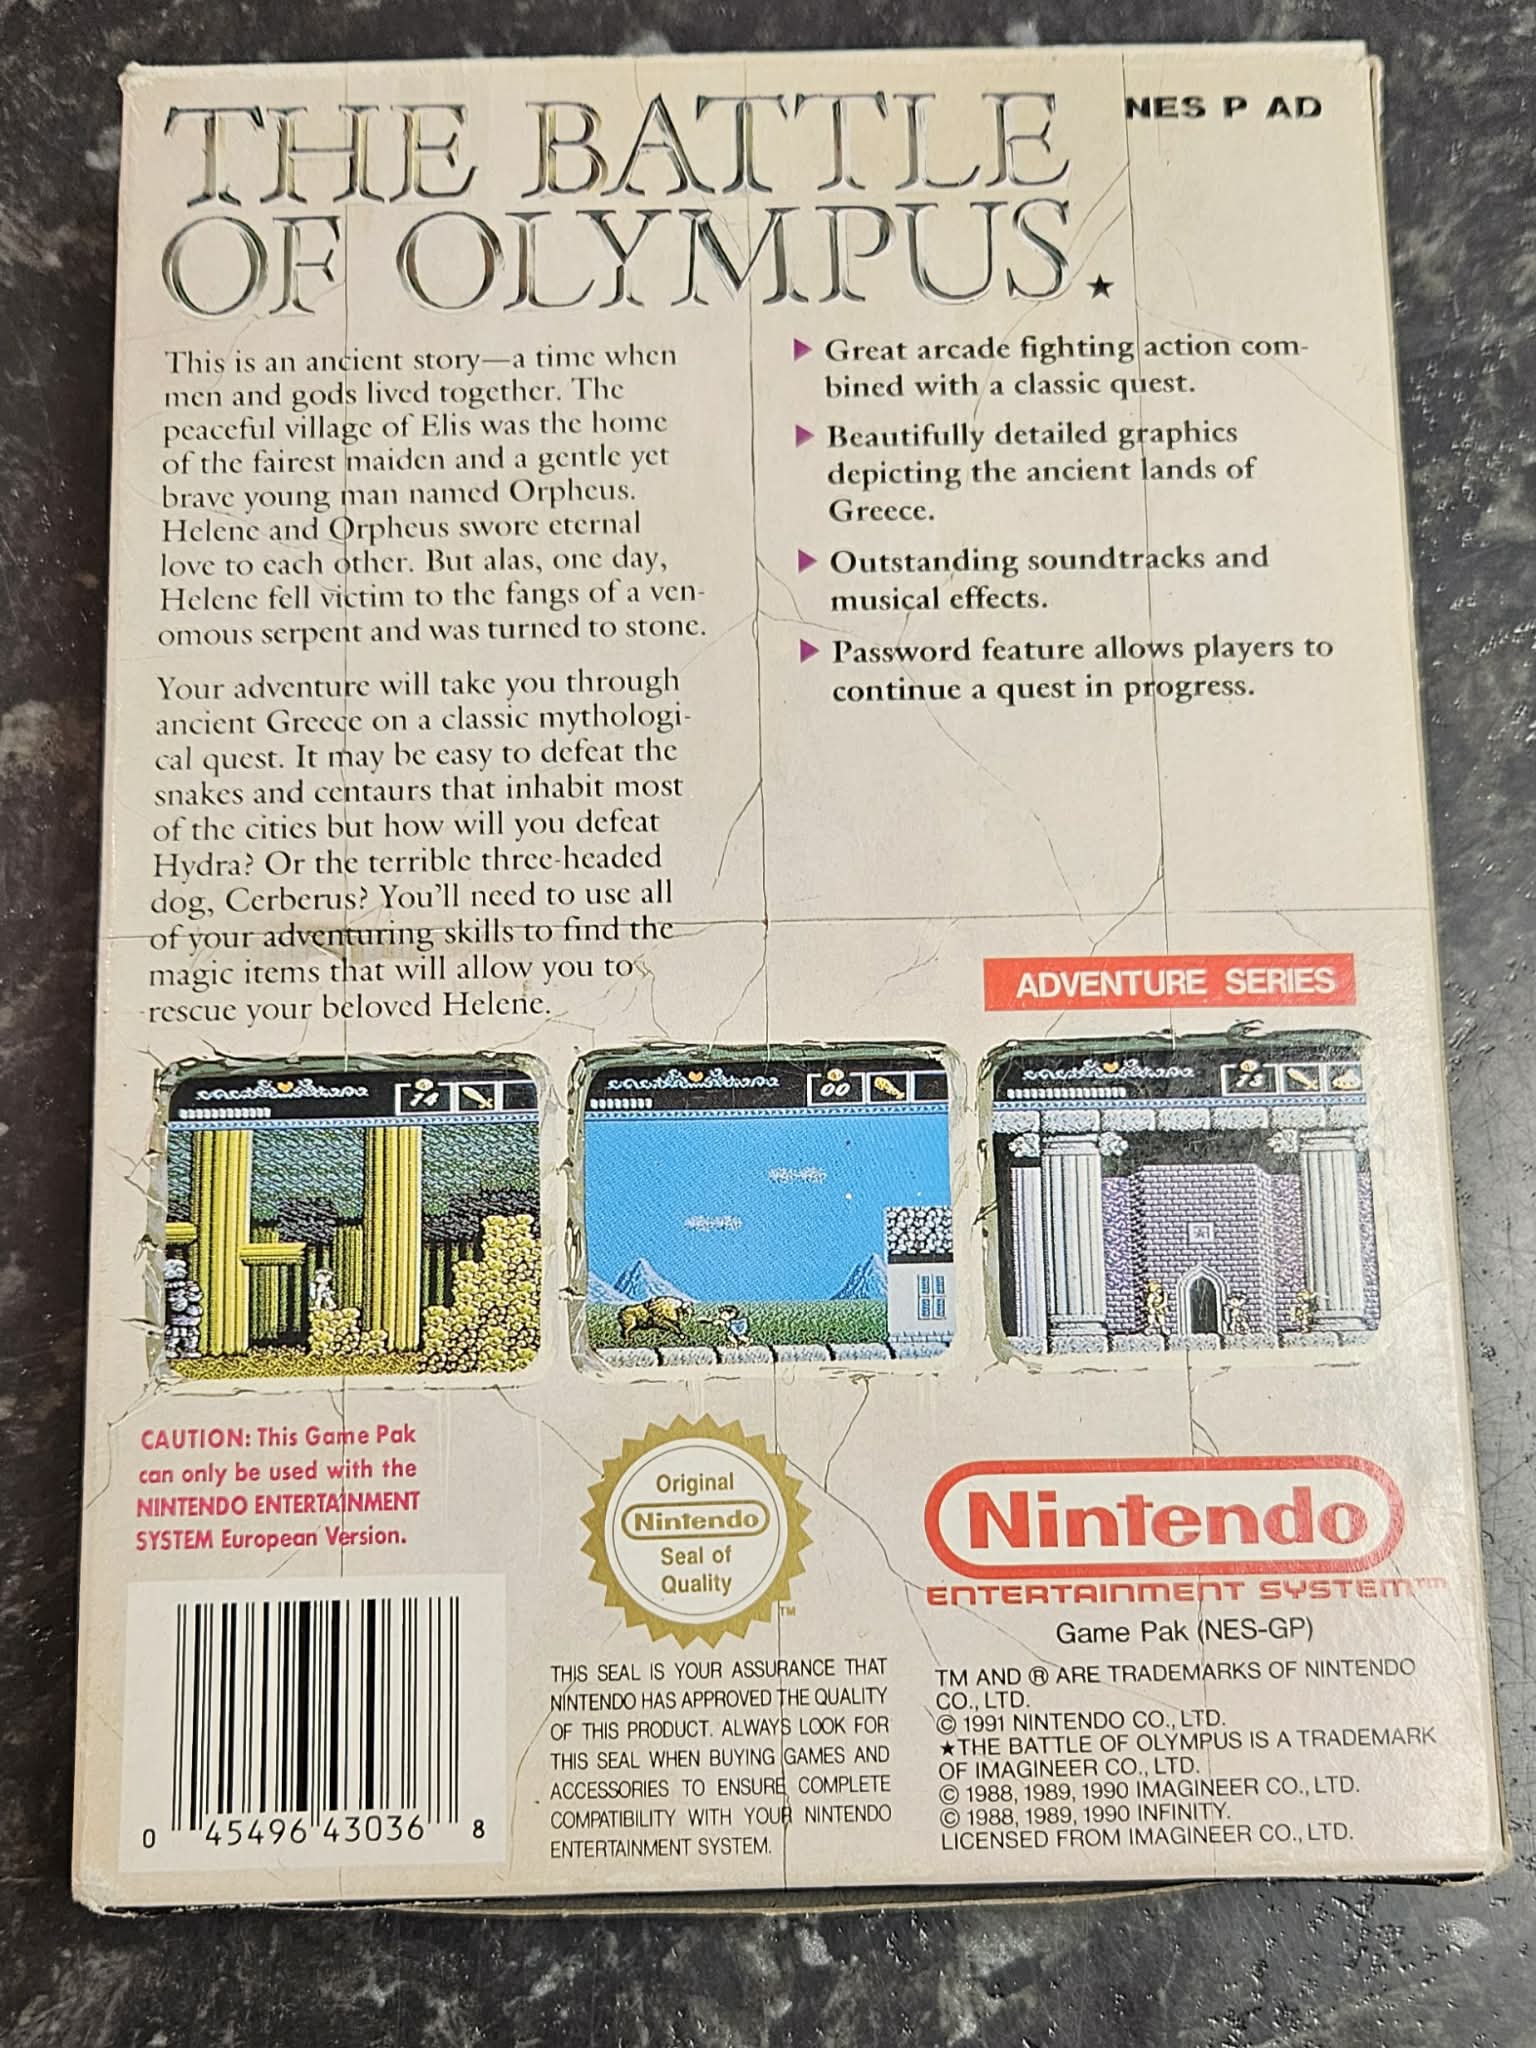 THE BATTLE
OF OLYMPUS.★
NES P AD
This is an ancient story—a time when
men and gods lived together. The
peaceful village of Elis was the home
of the fairest maiden and a gentle yet
brave young man named Orpheus.
Helene and Orpheus swore eternal
love to each other. But alas, one day,
Helene fell victim to the fangs of a ven-
omous serpent and was turned to stone.
Your adventure will take you through
ancient Greece on a classic mythologi-
cal quest. It may be easy to defeat the
snakes and centaurs that inhabit most
of the cities but how will you defeat
Hydra? Or the terrible three-headed
dog, Cerberus? You'll need to use all
of your adventuring skills to find the
magic items that will allow you to
rescue your beloved Helene.
Great arcade fighting action com-
bined with a classic quest.
Beautifully detailed graphics
depicting the ancient lands of
Greece.
Outstanding soundtracks and
musical effects.
Password feature allows players to
continue a quest in progress.
ADVENTURE SERIES
14
00
13
CAUTION: This Game Pak
can only be used with the
NINTENDO ENTERTAINMENT
SYSTEM European Version.
0 45496 43036 8
Original
Nintendo
Seal of
Quality
TM
THIS SEAL IS YOUR ASSURANCE THAT
NINTENDO HAS APPROVED THE QUALITY
OF THIS PRODUCT. ALWAYS LOOK FOR
THIS SEAL WHEN BUYING GAMES AND
ACCESSORIES TO ENSURE COMPLETE
COMPATIBILITY WITH YOUR NINTENDO
ENTERTAINMENT SYSTEM.
Nintendo
ENTERTAINMENT SYSTEM™
Game Pak (NES-GP)
TM AND ® ARE TRADEMARKS OF NINTENDO
CO., LTD.
© 1991 NINTENDO CO., LTD.
★THE BATTLE OF OLYMPUS IS A TRADEMARK
OF IMAGINEER CO., LTD.
© 1988, 1989, 1990 IMAGINEER CO., LTD.
© 1988, 1989, 1990 INFINITY.
LICENSED FROM IMAGINEER CO., LTD.